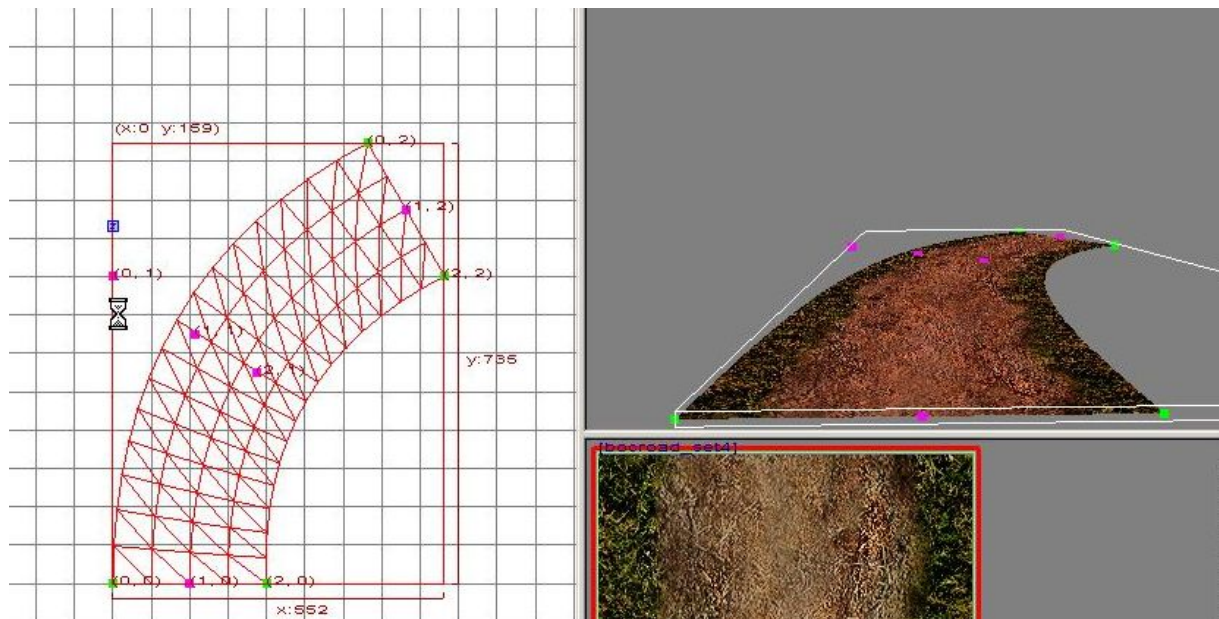 (x:0 y:159)
(0, 2)
(1, 2)
(0, 1)
(2, 2)
(1, 1)
(2, 1)
y:735
(0, 0) (1, 0) (2, 0)
x:552
[bocroad_set4]